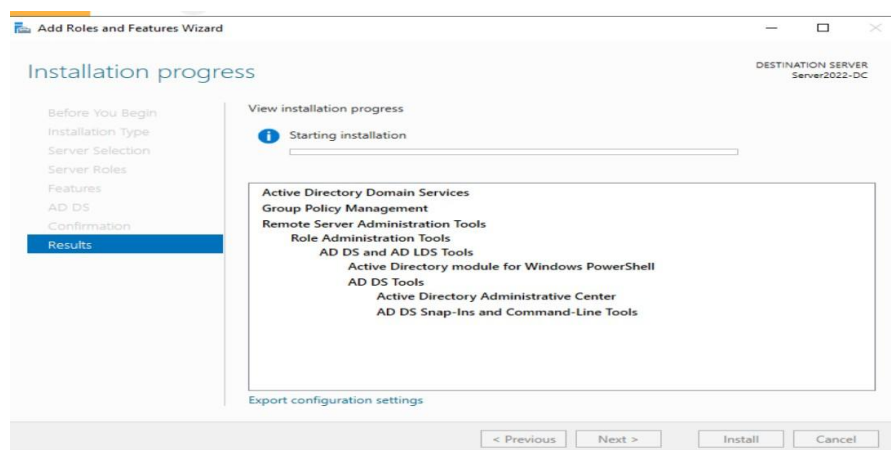 Add Roles and Features Wizard
Installation progress
DESTINATION SERVER
Server2022-DC
Before You Begin
Installation Type
Server Selection
Server Roles
Features
AD DS
Confirmation
Results
View installation progress
Starting installation
Active Directory Domain Services
Group Policy Management
Remote Server Administration Tools
Role Administration Tools
AD DS and AD LDS Tools
Active Directory module for Windows PowerShell
AD DS Tools
Active Directory Administrative Center
AD DS Snap-Ins and Command-Line Tools
Export configuration settings
< Previous
Next >
Install
Cancel